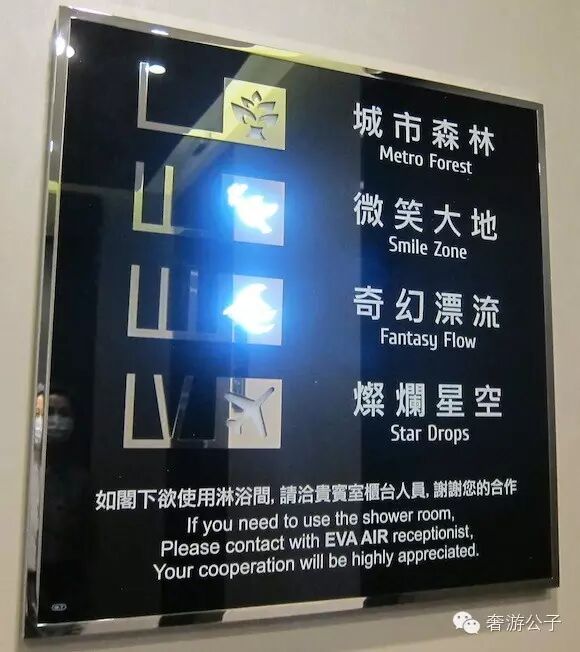 城市森林
Metro Forest
微笑大地
Smile Zone
奇幻漂流
Fantasy Flow
燦爛星空
Star Drops
如閣下欲使用淋浴間,請洽貴賓室櫃台人員,謝謝您的合作
If you need to use the shower room,
Please contact with EVA AIR receptionist,
Your cooperation will be highly appreciated.
奢游公子